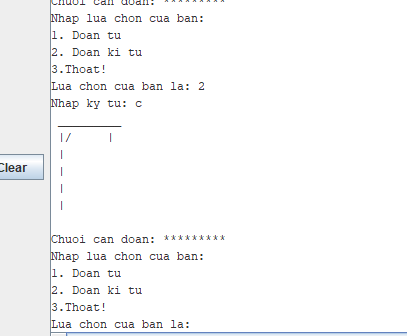 Chuoi can doan: *********
Nhap lua chon cua ban:
1. Doan tu
2. Doan ki tu
3.Thoat!
Lua chon cua ban la: 2
Nhap ky tu: c
_________
|/     |
|
|
|
|
Clear
Chuoi can doan: *********
Nhap lua chon cua ban:
1. Doan tu
2. Doan ki tu
3.Thoat!
Lua chon cua ban la: